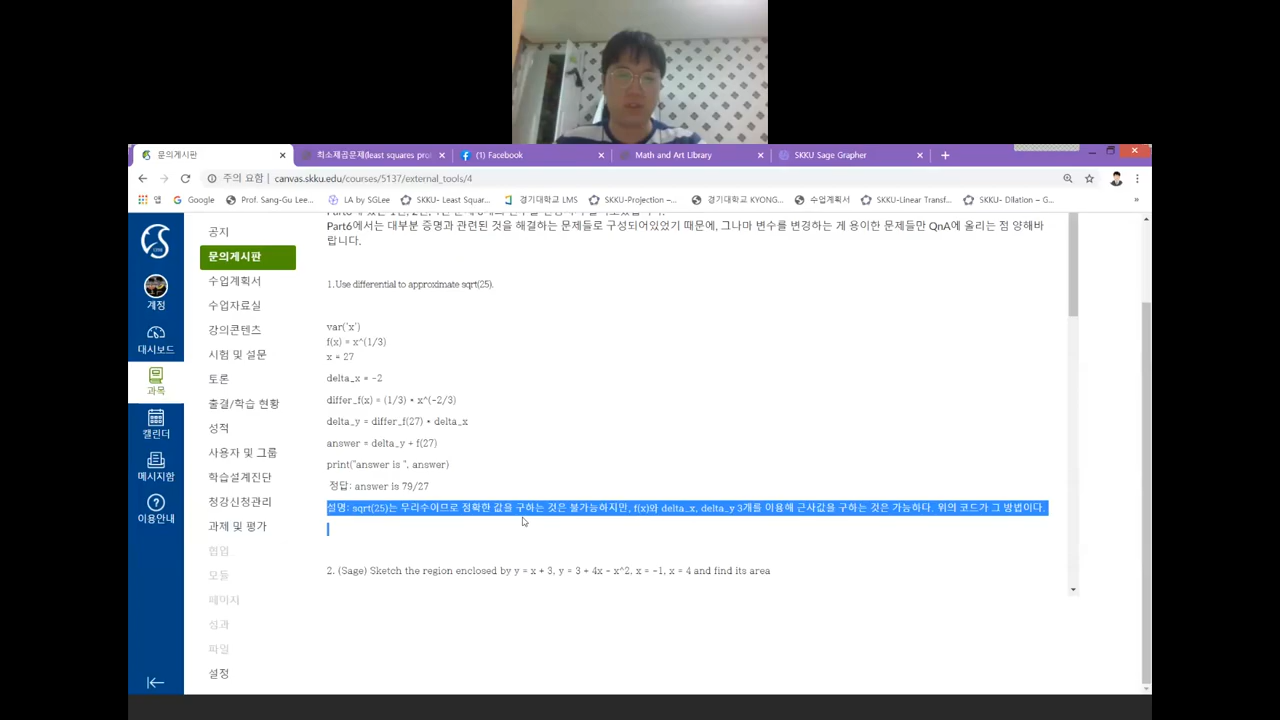 문의게시판
최소제곱문제(least squares pro
(1) Facebook
Math and Art Library
SKKU Sage Grapher
주의 요함 | canvas.skku.edu/courses/5137/external_tools/4
앱 Google Prof. Sang-Gu Lee... LA by SGLee SKKU- Least Squar... 경기대학교 LMS SKKU-Projection -... 경기대학교 KYONG... 수업계획서 SKKU-Linear Transf... SKKU- Dilation – G... »
계정
대시보드
과목
캘린더
메시지함
이용안내
공지
문의게시판
수업계획서
수업자료실
강의콘텐츠
시험 및 설문
토론
출결/학습 현황
성적
사용자 및 그룹
학습설계진단
청강신청관리
과제 및 평가
협업
모듈
페이지
성과
파일
설정
Part6에서는 대부분 증명과 관련된 것을 해결하는 문제들로 구성되어있었기 때문에, 그나마 변수를 변경하는 게 용이한 문제들만 QnA에 올리는 점 양해바
랍니다.
1. Use differential to approximate sqrt(25).
var('x')
f(x) = x^(1/3)
x = 27
delta_x = -2
differ_f(x) = (1/3) * x^(-2/3)
delta_y = differ_f(27) * delta_x
answer = delta_y + f(27)
print("answer is ", answer)
정답: answer is 79/27
설명: sqrt(25)는 무리수이므로 정확한 값을 구하는 것은 불가능하지만, f(x)와 delta_x, delta_y 3개를 이용해 근사값을 구하는 것은 가능하다. 위의 코드가 그 방법이다.
2. (Sage) Sketch the region enclosed by y = x + 3, y = 3 + 4x - x^2, x = -1, x = 4 and find its area